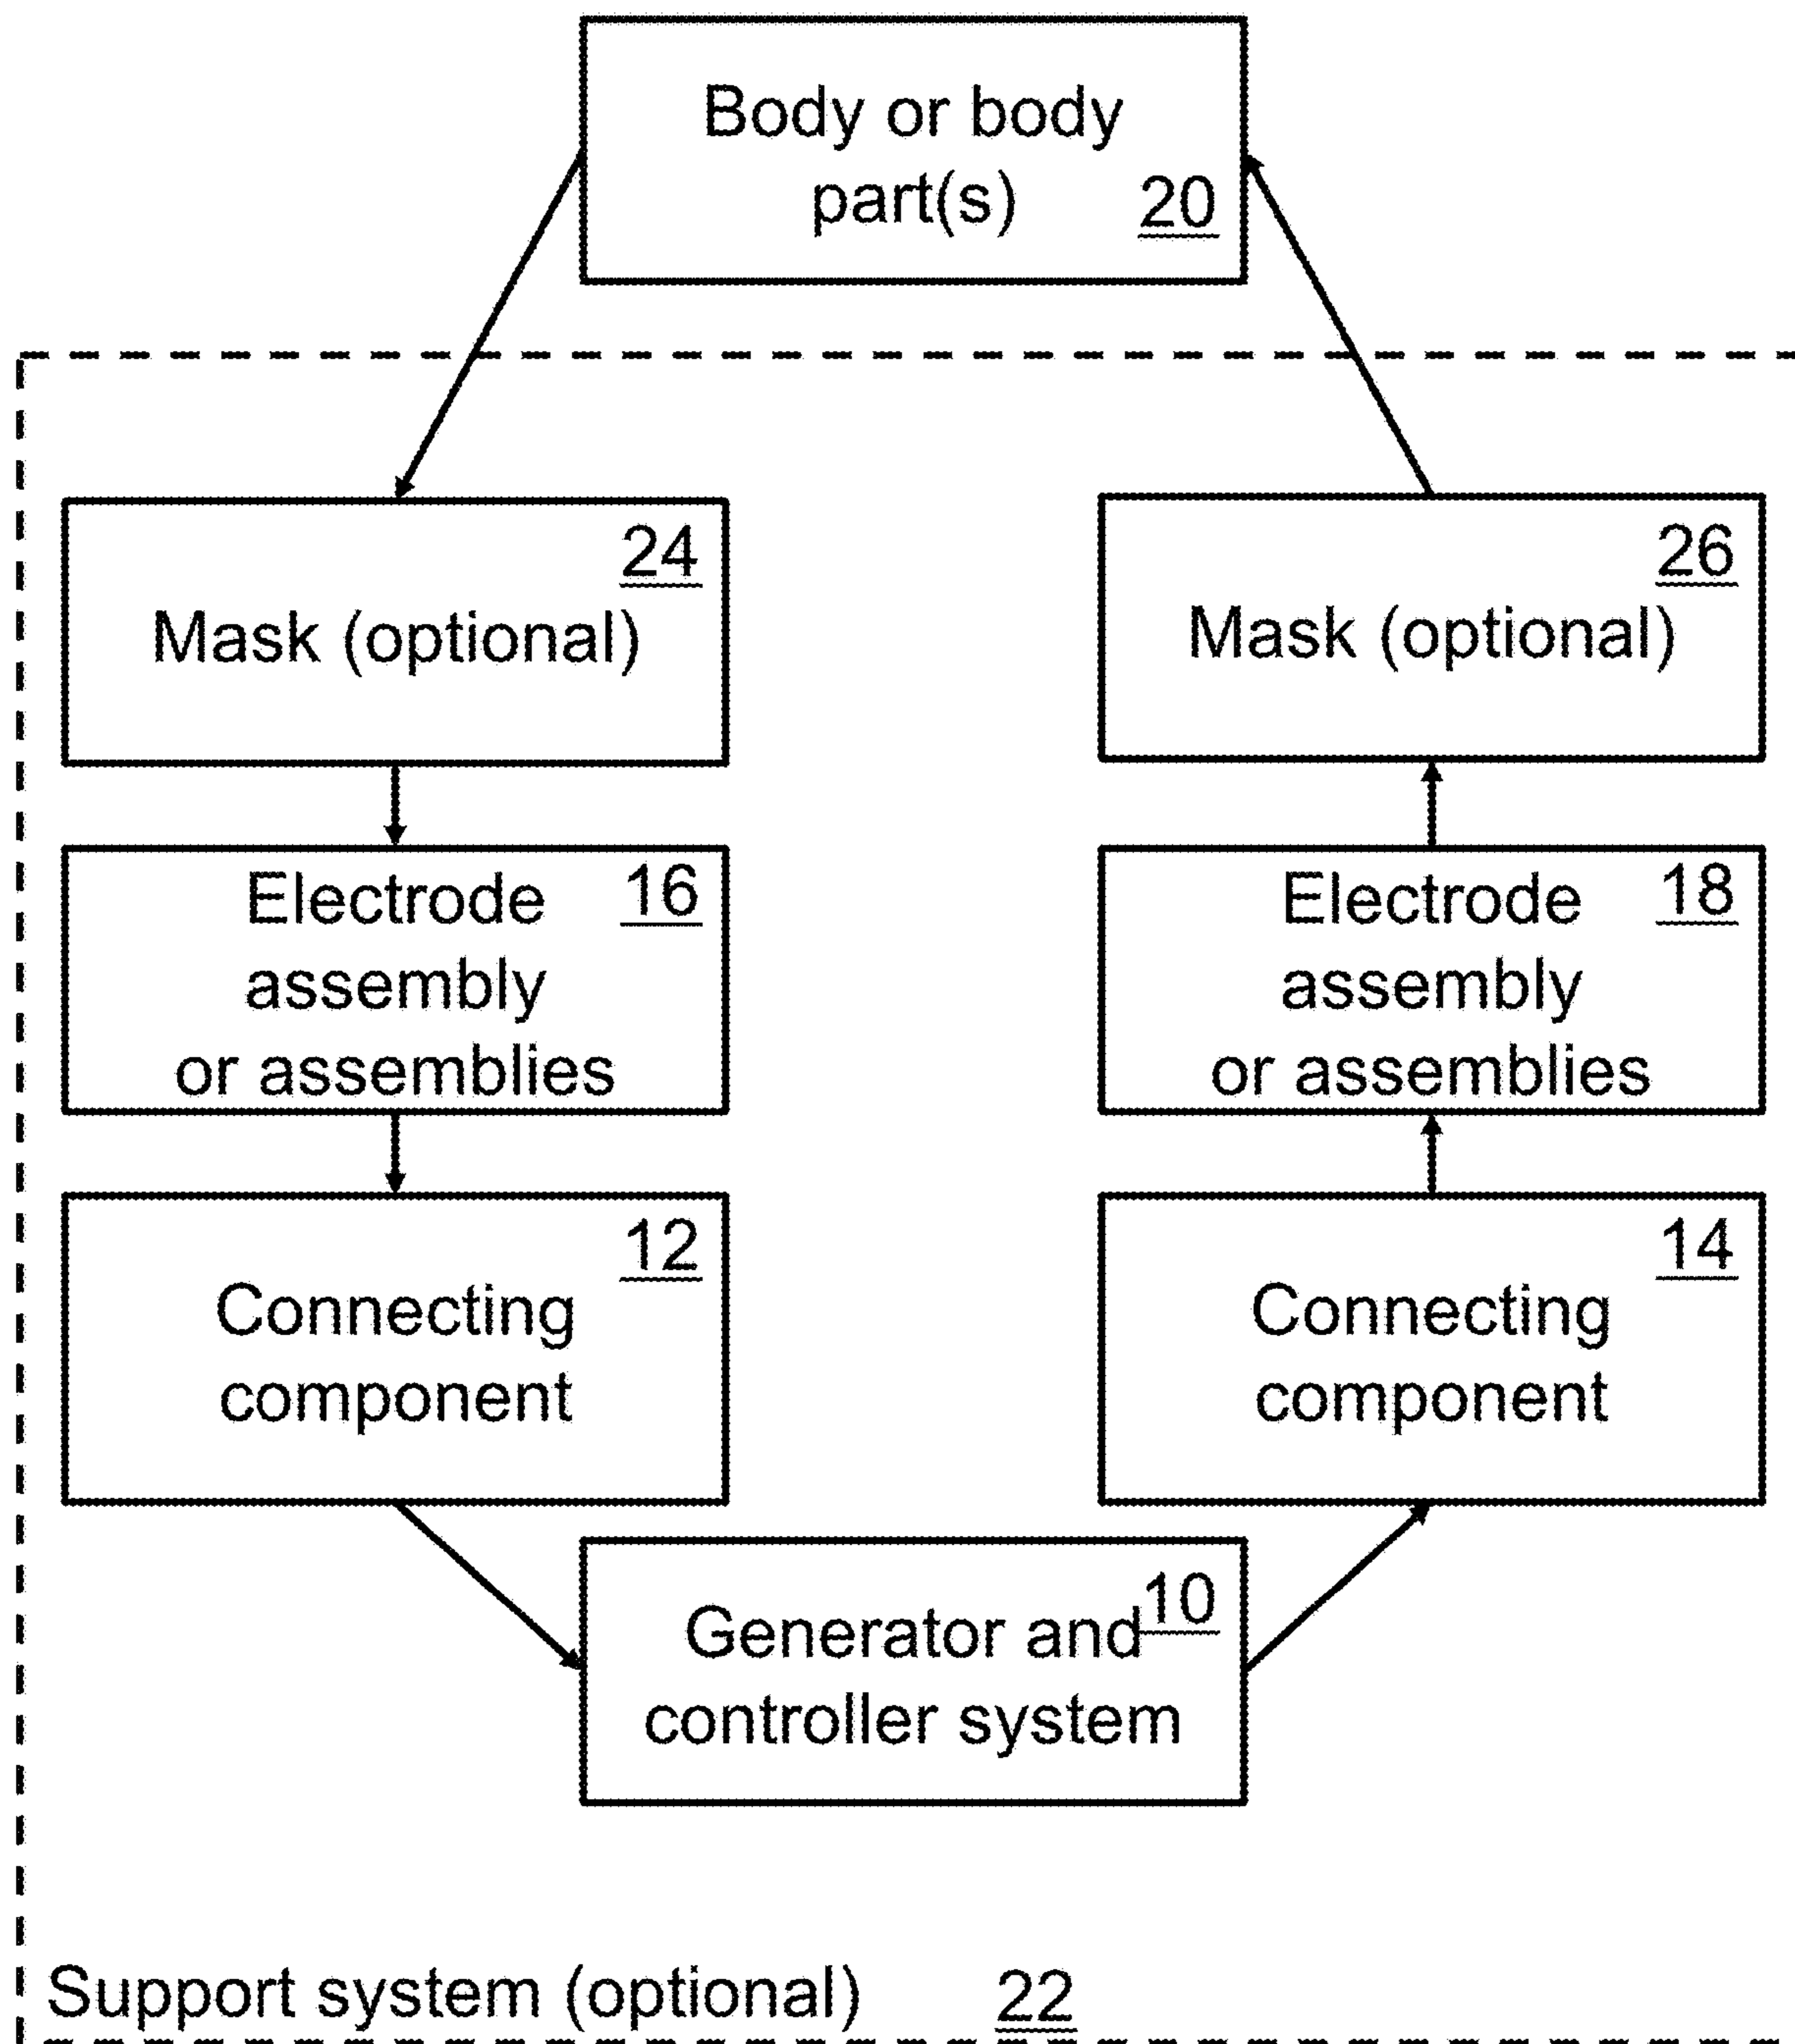 Body or body
part(s) 20
24
Mask (optional)
26
Mask (optional)
Electrode 16
assembly
or assemblies
Electrode 18
assembly
or assemblies
12
Connecting
component
14
Connecting
component
Generator and 10
controller system
Support system (optional) 22